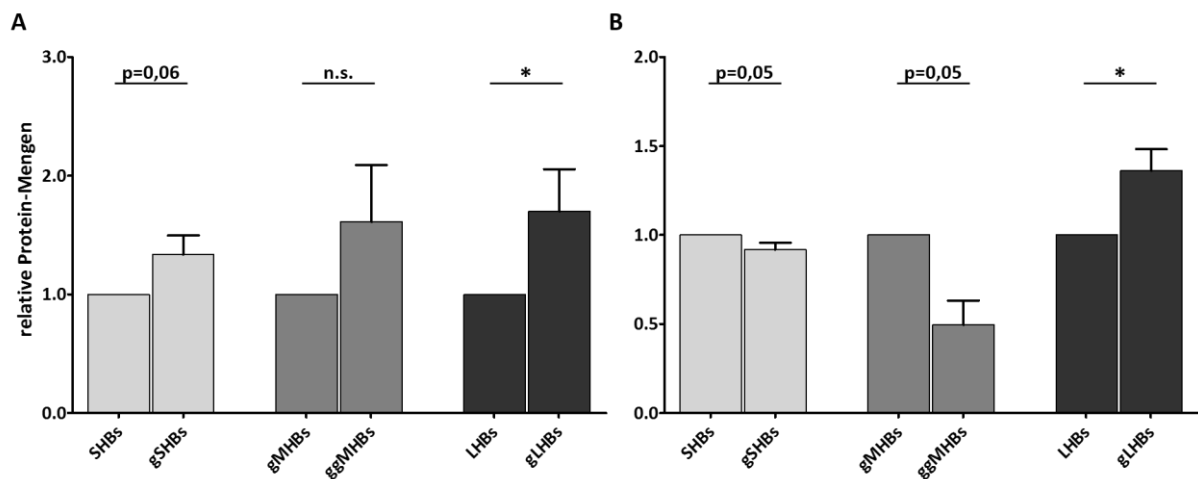 A
relative Protein-Mengen
3.0
2.0
1.0
0.0
p=0,06
n.s.
*
SHBs
gSHBs
gMHBs
ggMHBs
LHBs
gLHBs
B
2.0
1.5
1.0
0.5
0.0
p=0,05
p=0,05
*
SHBs
gSHBs
gMHBs
ggMHBs
LHBs
gLHBs